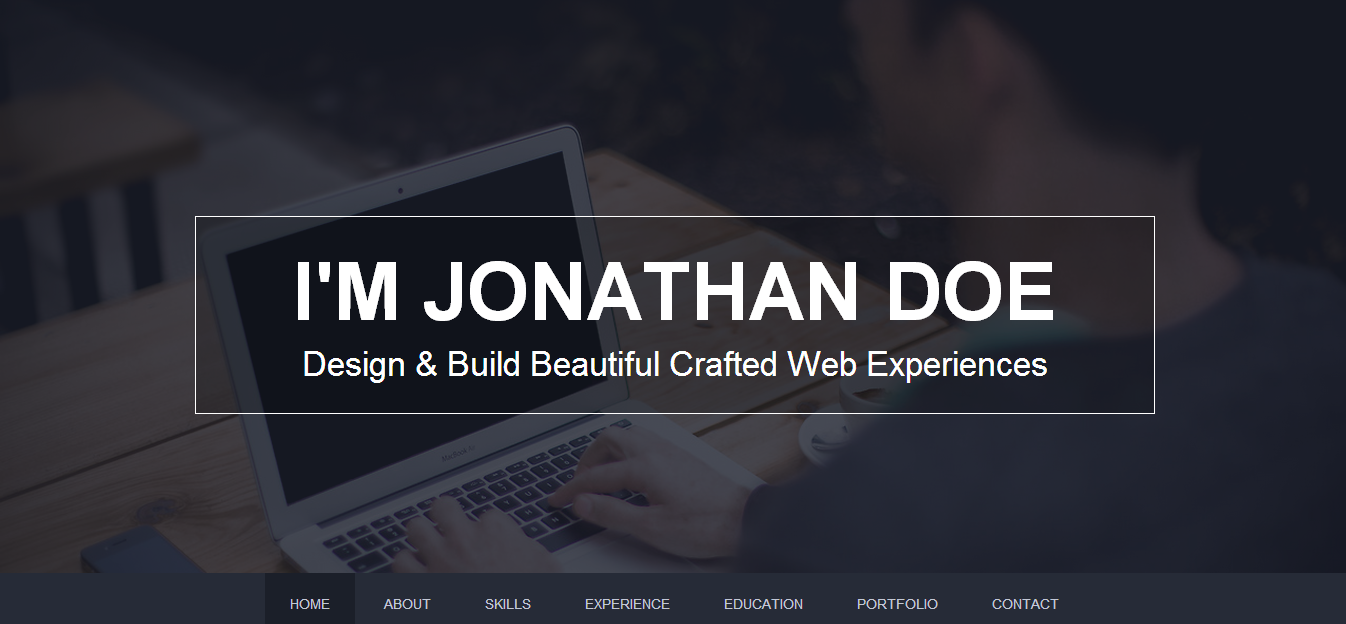 I'M JONATHAN DOE
Design & Build Beautiful Crafted Web Experiences
HOME ABOUT SKILLS EXPERIENCE EDUCATION PORTFOLIO CONTACT